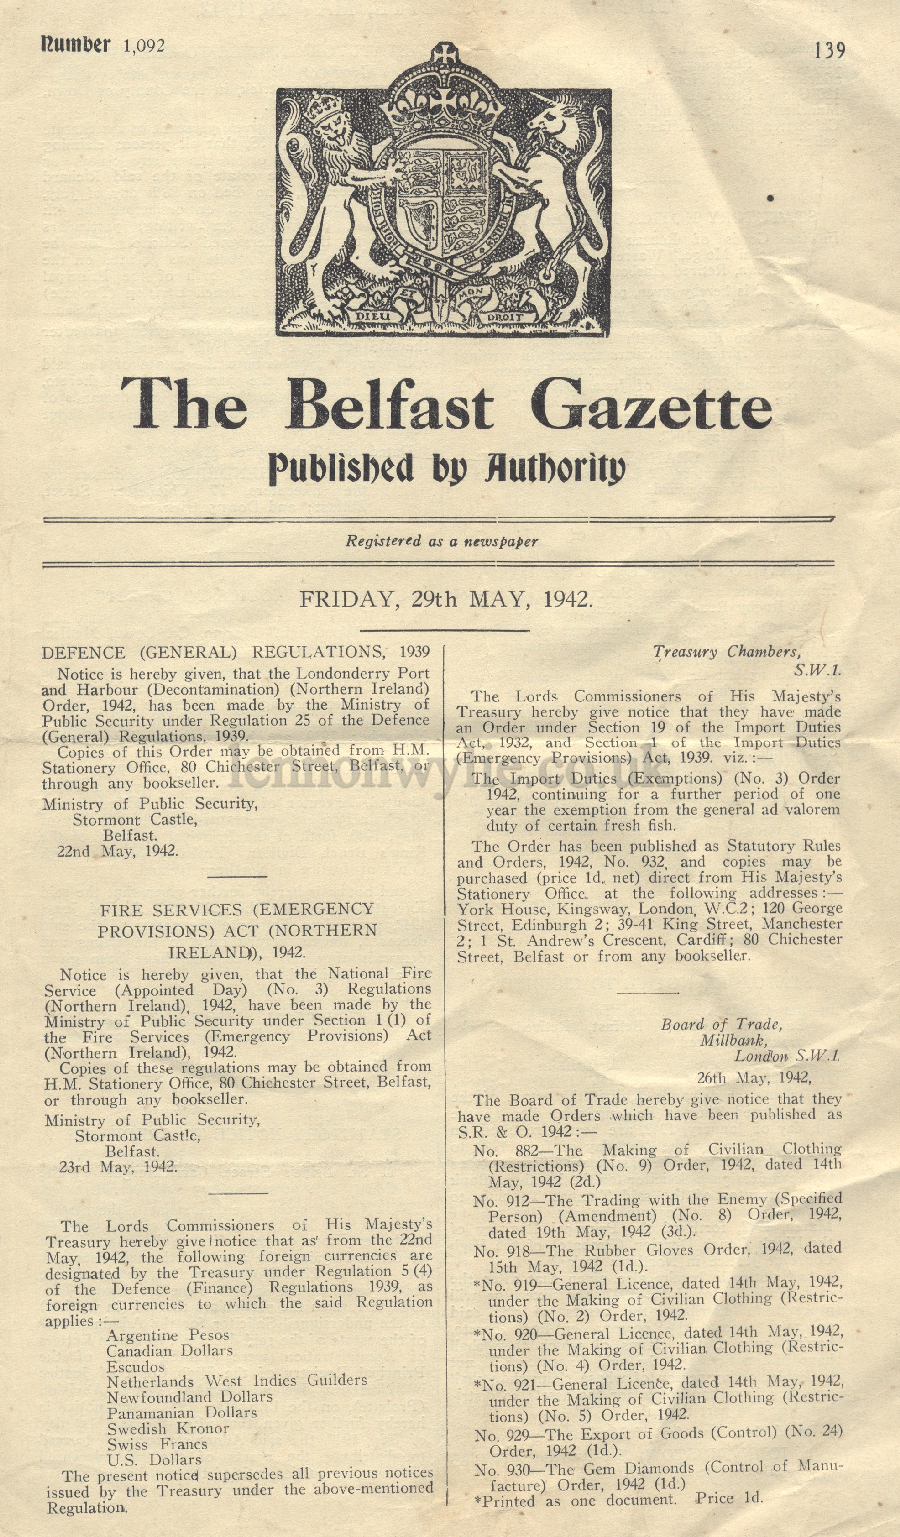 Number 1,092
139
DIEU ET MON DROIT
The Belfast Gazette
Published by Authority
Registered as a newspaper
FRIDAY, 29th MAY, 1942.
DEFENCE (GENERAL) REGULATIONS, 1939
Notice is hereby given, that the Londonderry Port
and Harbour (Decontamination) (Northern Ireland)
Order, 1942, has been made by the Ministry of
Public Security under Regulation 25 of the Defence
(General) Regulations, 1939.
Copies of this Order may be obtained from H.M.
Stationery Office, 80 Chichester Street, Belfast, or
through any bookseller.
Ministry of Public Security,
Stormont Castle,
Belfast.
22nd May, 1942.
FIRE SERVICES (EMERGENCY
PROVISIONS) ACT (NORTHERN
IRELAND), 1942.
Notice is hereby given, that the National Fire
Service (Appointed Day) (No. 3) Regulations
(Northern Ireland), 1942, have been made by the
Ministry of Public Security under Section 1 (1) of
the Fire Services (Emergency Provisions) Act
(Northern Ireland), 1942.
Copies of these regulations may be obtained from
H.M. Stationery Office, 80 Chichester Street, Belfast,
or through any bookseller.
Ministry of Public Security,
Stormont Castle,
Belfast.
23rd May, 1942.
The Lords Commissioners of His Majesty's
Treasury hereby give notice that as from the 22nd
May, 1942, the following foreign currencies are
designated by the Treasury under Regulation 5 (4)
of the Defence (Finance) Regulations 1939, as
foreign currencies to which the said Regulation
applies :—
Argentine Pesos
Canadian Dollars
Escudos
Netherlands West Indies Guilders
Newfoundland Dollars
Panamanian Dollars
Swedish Kronor
Swiss Francs
U.S. Dollars
The present notice supersedes all previous notices
issued by the Treasury under the above-mentioned
Regulation.
Treasury Chambers,
S.W.1.
The Lords Commissioners of His Majesty's
Treasury hereby give notice that they have made
an Order under Section 19 of the Import Duties
Act, 1932, and Section 1 of the Import Duties
(Emergency Provisions) Act, 1939. viz. :—
The Import Duties (Exemptions) (No. 3) Order
1942, continuing for a further period of one
year the exemption from the general ad valorem
duty of certain fresh fish.
The Order has been published as Statutory Rules
and Orders, 1942, No. 932, and copies may be
purchased (price 1d. net) direct from His Majesty's
Stationery Office, at the following addresses :—
York House, Kingsway, London, W.C.2; 120 George
Street, Edinburgh 2; 39-41 King Street, Manchester
2; 1 St. Andrew's Crescent, Cardiff; 80 Chichester
Street, Belfast or from any bookseller.
Board of Trade,
Millbank,
London S.W.1.
26th May, 1942,
The Board of Trade hereby give notice that they
have made Orders which have been published as
S.R. & O. 1942 :—
No. 882—The Making of Civilian Clothing
(Restrictions) (No. 9) Order, 1942, dated 14th
May, 1942 (2d.)
No. 912—The Trading with the Enemy (Specified
Person) (Amendment) (No. 8) Order, 1942,
dated 19th May, 1942 (3d.).
No. 918—The Rubber Gloves Order, 1942, dated
15th May, 1942 (1d.).
*No. 919—General Licence, dated 14th May, 1942,
under the Making of Civilian Clothing (Restric-
tions) (No. 2) Order, 1942.
*No. 920—General Licence, dated 14th May, 1942,
under the Making of Civilian Clothing (Restric-
tions) (No. 4) Order, 1942.
*No. 921—General Licence, dated 14th May, 1942,
under the Making of Civilian Clothing (Restric-
tions) (No. 5) Order, 1942.
No. 929—The Export of Goods (Control) (No. 24)
Order, 1942 (1d.).
No. 930—The Gem Diamonds (Control of Manu-
facture) Order, 1942 (1d.)
*Printed as one document. Price 1d.